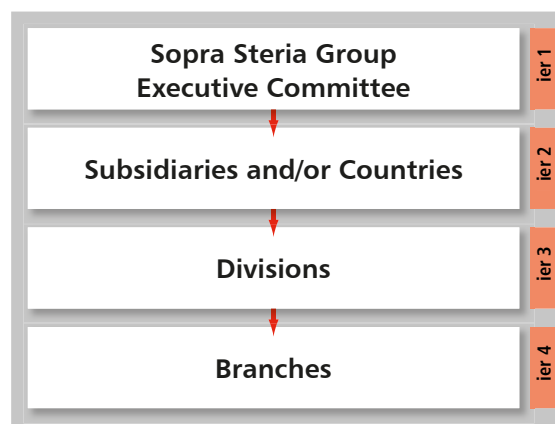 Sopra Steria Group
Executive Committee
ier 1
Subsidiaries and/or Countries
ier 2
Divisions
ier 3
Branches
ier 4